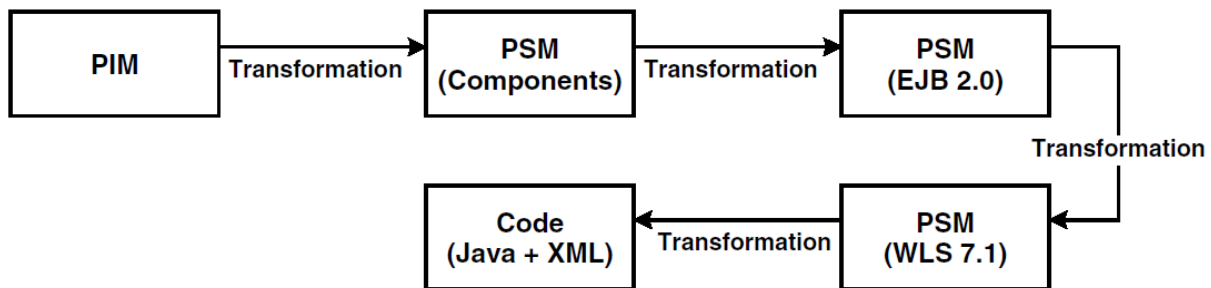 PIM
Transformation
PSM
(Components)
Transformation
PSM
(EJB 2.0)
Transformation
PSM
(WLS 7.1)
Transformation
Code
(Java + XML)